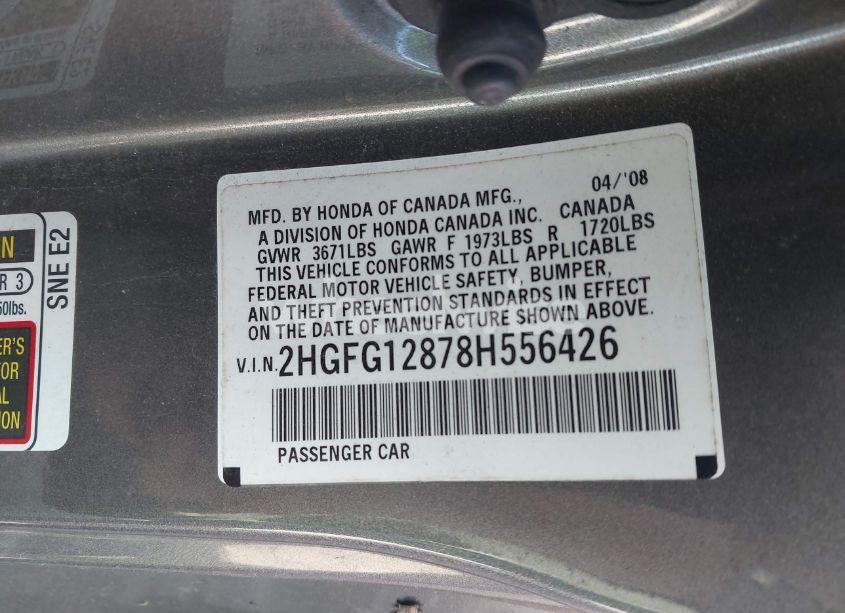 04/'08
MFD. BY HONDA OF CANADA MFG.,
A DIVISION OF HONDA CANADA INC. CANADA
GVWR 3671LBS GAWR F 1973LBS R 1720LBS
THIS VEHICLE CONFORMS TO ALL APPLICABLE
FEDERAL MOTOR VEHICLE SAFETY, BUMPER,
AND THEFT PREVENTION STANDARDS IN EFFECT
ON THE DATE OF MANUFACTURE SHOWN ABOVE.
V.I.N. 2HGFG12878H556426
PASSENGER CAR
SNE E2